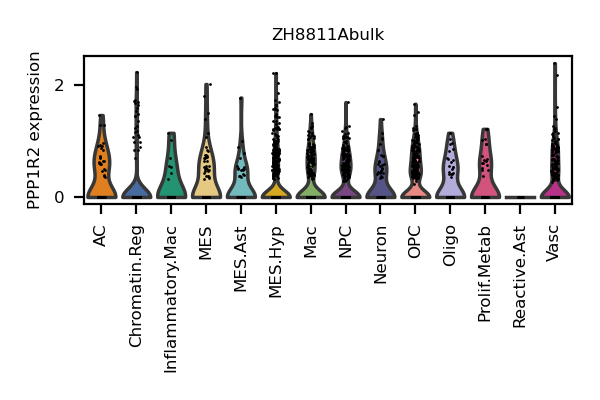 ZH8811Abulk
PPP1R2 expression
2
0
AC
Chromatin.Reg
Inflammatory.Mac
MES
MES.Ast
MES.Hyp
Mac
NPC
Neuron
OPC
Oligo
Prolif.Metab
Reactive.Ast
Vasc